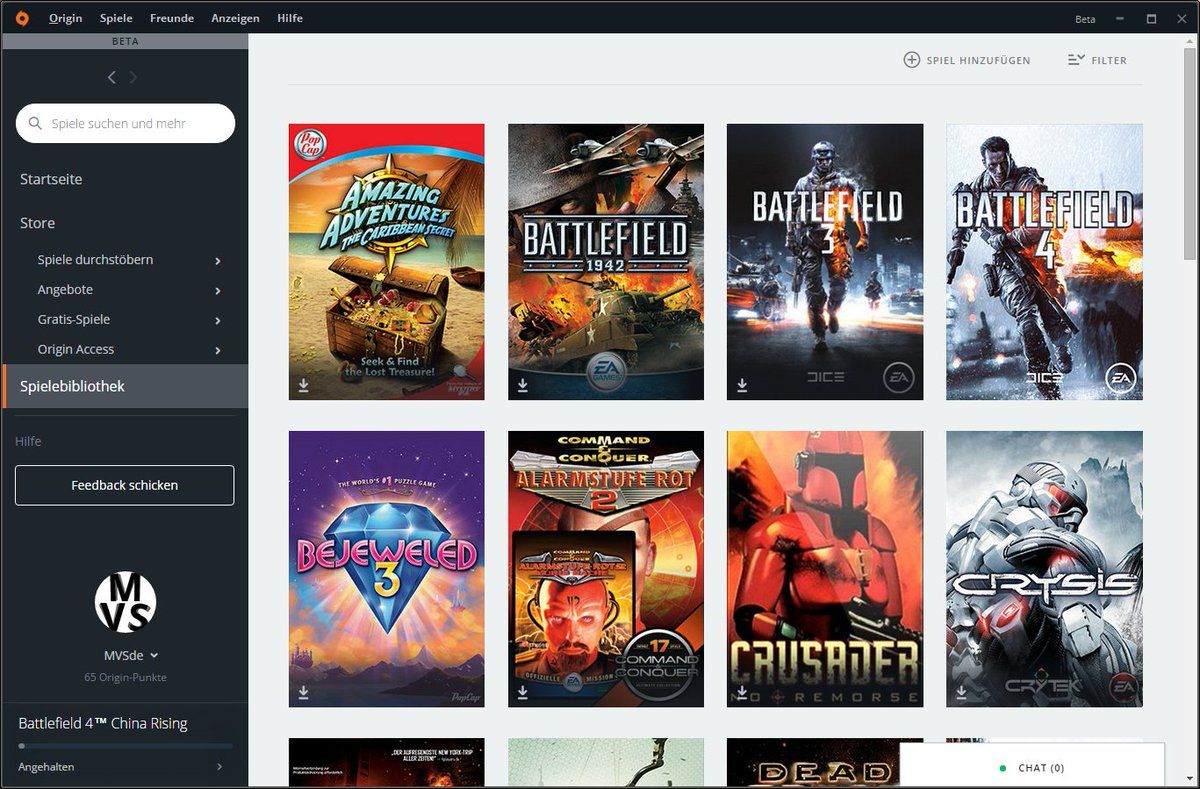 Origin Spiele Freunde Anzeigen Hilfe
Beta
BETA
Spiele suchen und mehr
Startseite
Store
Spiele durchstöbern
Angebote
Gratis-Spiele
Origin Access
Spielebibliothek
Hilfe
Feedback schicken
MVS
MVSde
65 Origin-Punkte
Battlefield 4™ China Rising
Angehalten
SPIEL HINZUFÜGEN
FILTER
Pop
Cap
AMAZING
ADVENTURES
THE CARIBBEAN SECRET
Seek & Find
the Lost Treasure!
BATTLEFIELD
1942
EA
GAMES
BATTLEFIELD
3
DICE
EA
BATTLEFIELD
4
DICE
EA
THE WORLD'S #1 PUZZLE GAME
BEJEWELED
3
PopCap
COMMAND
&
CONQUER
ALARMSTUFE ROT
2
COMMAND
& CONQUER
17
COMMAND
CONQUER
OFFIZIELLE EA MISSION
CRUSADER
NO REMORSE
CRYSIS
CRYTEK
EA
„DER AUFREGENDSTE NEW YORK-TRIP
ALLER ZEITEN!"
DEAD
CHAT (0)